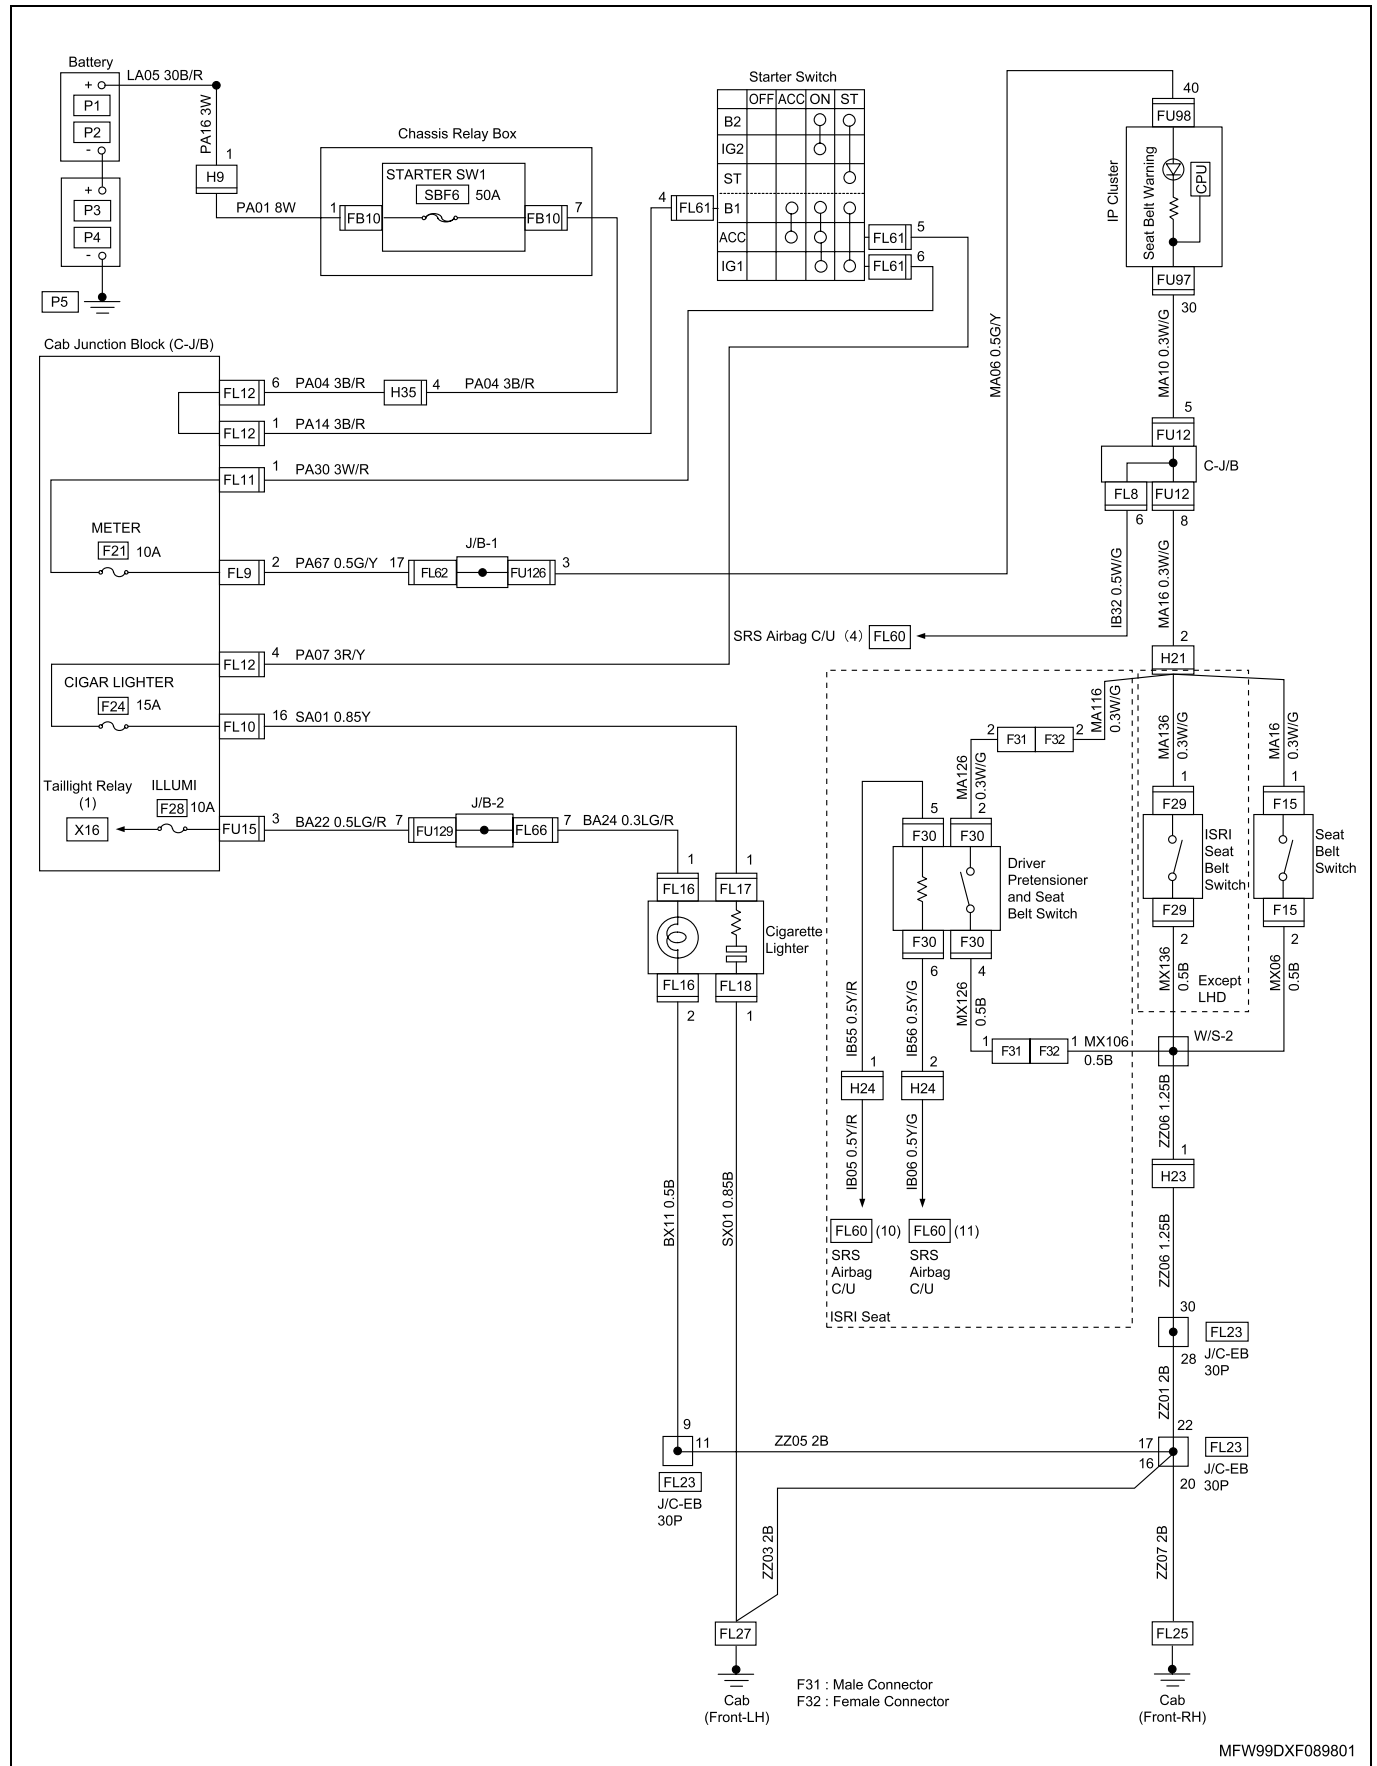 Battery
+
P1
P2
-
+
P3
P4
-
P5
LA05 30B/R
PA16 3W
1
H9
PA01 8W
Chassis Relay Box
STARTER SW1
SBF6 50A
1 FB10
FB10 7
Starter Switch
OFF ACC ON ST
B2
IG2
ST
4 FL61 B1
ACC FL61 5
IG1 FL61 6
MA06 0.5G/Y
40
FU98
IP Cluster
Seat Belt Warning
CPU
FU97
30
MA10 0.3W/G
5
FU12
C-J/B
FL8 FU12
6 8
IB32 0.5W/G
MA16 0.3W/G
SRS Airbag C/U (4) FL60
2
H21
Cab Junction Block (C-J/B)
FL12 6 PA04 3B/R H35 4 PA04 3B/R
FL12 1 PA14 3B/R
FL11 1 PA30 3W/R
METER
F21 10A
FL9 2 PA67 0.5G/Y 17 FL62 J/B-1 FU126 3
FL12 4 PA07 3R/Y
CIGAR LIGHTER
F24 15A
FL10 16 SA01 0.85Y
Taillight Relay
(1)
X16
ILLUMI
F28 10A
FU15 3 BA22 0.5LG/R 7 FU129 J/B-2 FL66 7 BA24 0.3LG/R
1 1
FL16 FL17
Cigarette
Lighter
FL16 FL18
2 1
BX11 0.5B
SX01 0.85B
MA116
0.3W/G
2 F31 F32 2
MA126
0.3W/G
5 2
F30 F30
Driver
Pretensioner
and Seat
Belt Switch
F30 F30
6 4
IB55 0.5Y/R
IB56 0.5Y/G
MX126
0.5B
1 F31 F32 1 MX106
0.5B
1 2
H24 H24
IB05 0.5Y/R
IB06 0.5Y/G
FL60 (10) FL60 (11)
SRS
Airbag
C/U
SRS
Airbag
C/U
ISRI Seat
MA136
0.3W/G
1
F29
ISRI
Seat
Belt
Switch
F29
2
MX136
0.5B
Except
LHD
MA16
0.3W/G
1
F15
Seat
Belt
Switch
F15
2
MX06
0.5B
W/S-2
ZZ06 1.25B
1
H23
ZZ06 1.25B
30
FL23
28 J/C-EB
30P
ZZ01 2B
22
17 FL23
16 J/C-EB
20 30P
9
11 ZZ05 2B
FL23
J/C-EB
30P
ZZ03 2B
ZZ07 2B
FL27
Cab
(Front-LH)
F31 : Male Connector
F32 : Female Connector
FL25
Cab
(Front-RH)
MFW99DXF089801